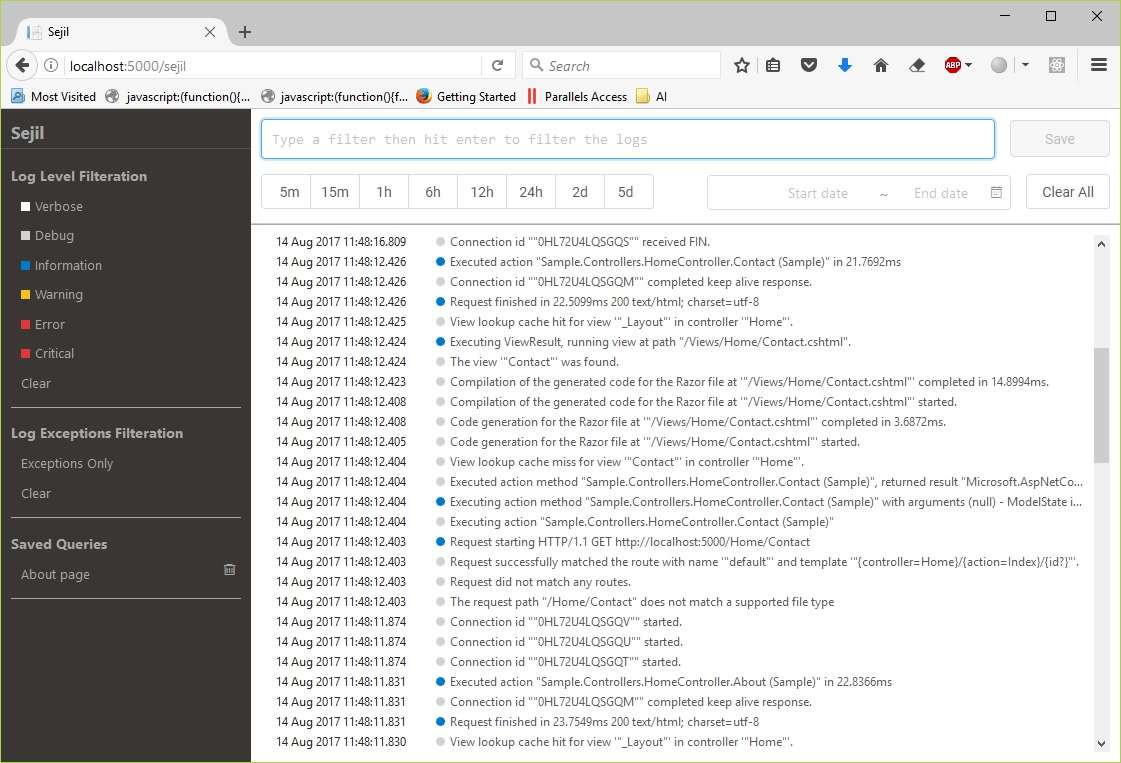 Sejil
localhost:5000/sejil
Search
ABP
Most Visited
javascript:(function(){...
javascript:(function(){f...
Getting Started
Parallels Access
AI
Sejil
Log Level Filteration
Verbose
Debug
Information
Warning
Error
Critical
Clear
Log Exceptions Filteration
Exceptions Only
Clear
Saved Queries
About page
Type a filter then hit enter to filter the logs
Save
5m 15m 1h 6h 12h 24h 2d 5d
Start date ~ End date
Clear All
14 Aug 2017 11:48:16.809 Connection id ""0HL72U4LQSGQS"" received FIN.
14 Aug 2017 11:48:12.426 Executed action "Sample.Controllers.HomeController.Contact (Sample)" in 21.7692ms
14 Aug 2017 11:48:12.426 Connection id ""0HL72U4LQSGQM"" completed keep alive response.
14 Aug 2017 11:48:12.426 Request finished in 22.5099ms 200 text/html; charset=utf-8
14 Aug 2017 11:48:12.425 View lookup cache hit for view '"_Layout"' in controller '"Home"'.
14 Aug 2017 11:48:12.424 Executing ViewResult, running view at path "/Views/Home/Contact.cshtml".
14 Aug 2017 11:48:12.424 The view '"Contact"' was found.
14 Aug 2017 11:48:12.423 Compilation of the generated code for the Razor file at '"/Views/Home/Contact.cshtml"' completed in 14.8994ms.
14 Aug 2017 11:48:12.408 Compilation of the generated code for the Razor file at '"/Views/Home/Contact.cshtml"' started.
14 Aug 2017 11:48:12.408 Code generation for the Razor file at '"/Views/Home/Contact.cshtml"' completed in 3.6872ms.
14 Aug 2017 11:48:12.405 Code generation for the Razor file at '"/Views/Home/Contact.cshtml"' started.
14 Aug 2017 11:48:12.404 View lookup cache miss for view '"Contact"' in controller '"Home"'.
14 Aug 2017 11:48:12.404 Executed action method "Sample.Controllers.HomeController.Contact (Sample)", returned result "Microsoft.AspNetCo...
14 Aug 2017 11:48:12.404 Executing action method "Sample.Controllers.HomeController.Contact (Sample)" with arguments (null) - ModelState i...
14 Aug 2017 11:48:12.404 Executing action "Sample.Controllers.HomeController.Contact (Sample)"
14 Aug 2017 11:48:12.403 Request starting HTTP/1.1 GET http://localhost:5000/Home/Contact
14 Aug 2017 11:48:12.403 Request successfully matched the route with name '"default"' and template '"{controller=Home}/{action=Index}/{id?}"'.
14 Aug 2017 11:48:12.403 Request did not match any routes.
14 Aug 2017 11:48:12.403 The request path "/Home/Contact" does not match a supported file type
14 Aug 2017 11:48:11.874 Connection id ""0HL72U4LQSGQV"" started.
14 Aug 2017 11:48:11.874 Connection id ""0HL72U4LQSGQU"" started.
14 Aug 2017 11:48:11.874 Connection id ""0HL72U4LQSGQT"" started.
14 Aug 2017 11:48:11.831 Executed action "Sample.Controllers.HomeController.About (Sample)" in 22.8366ms
14 Aug 2017 11:48:11.831 Connection id ""0HL72U4LQSGQM"" completed keep alive response.
14 Aug 2017 11:48:11.831 Request finished in 23.7549ms 200 text/html; charset=utf-8
14 Aug 2017 11:48:11.830 View lookup cache hit for view '"_Layout"' in controller '"Home"'.